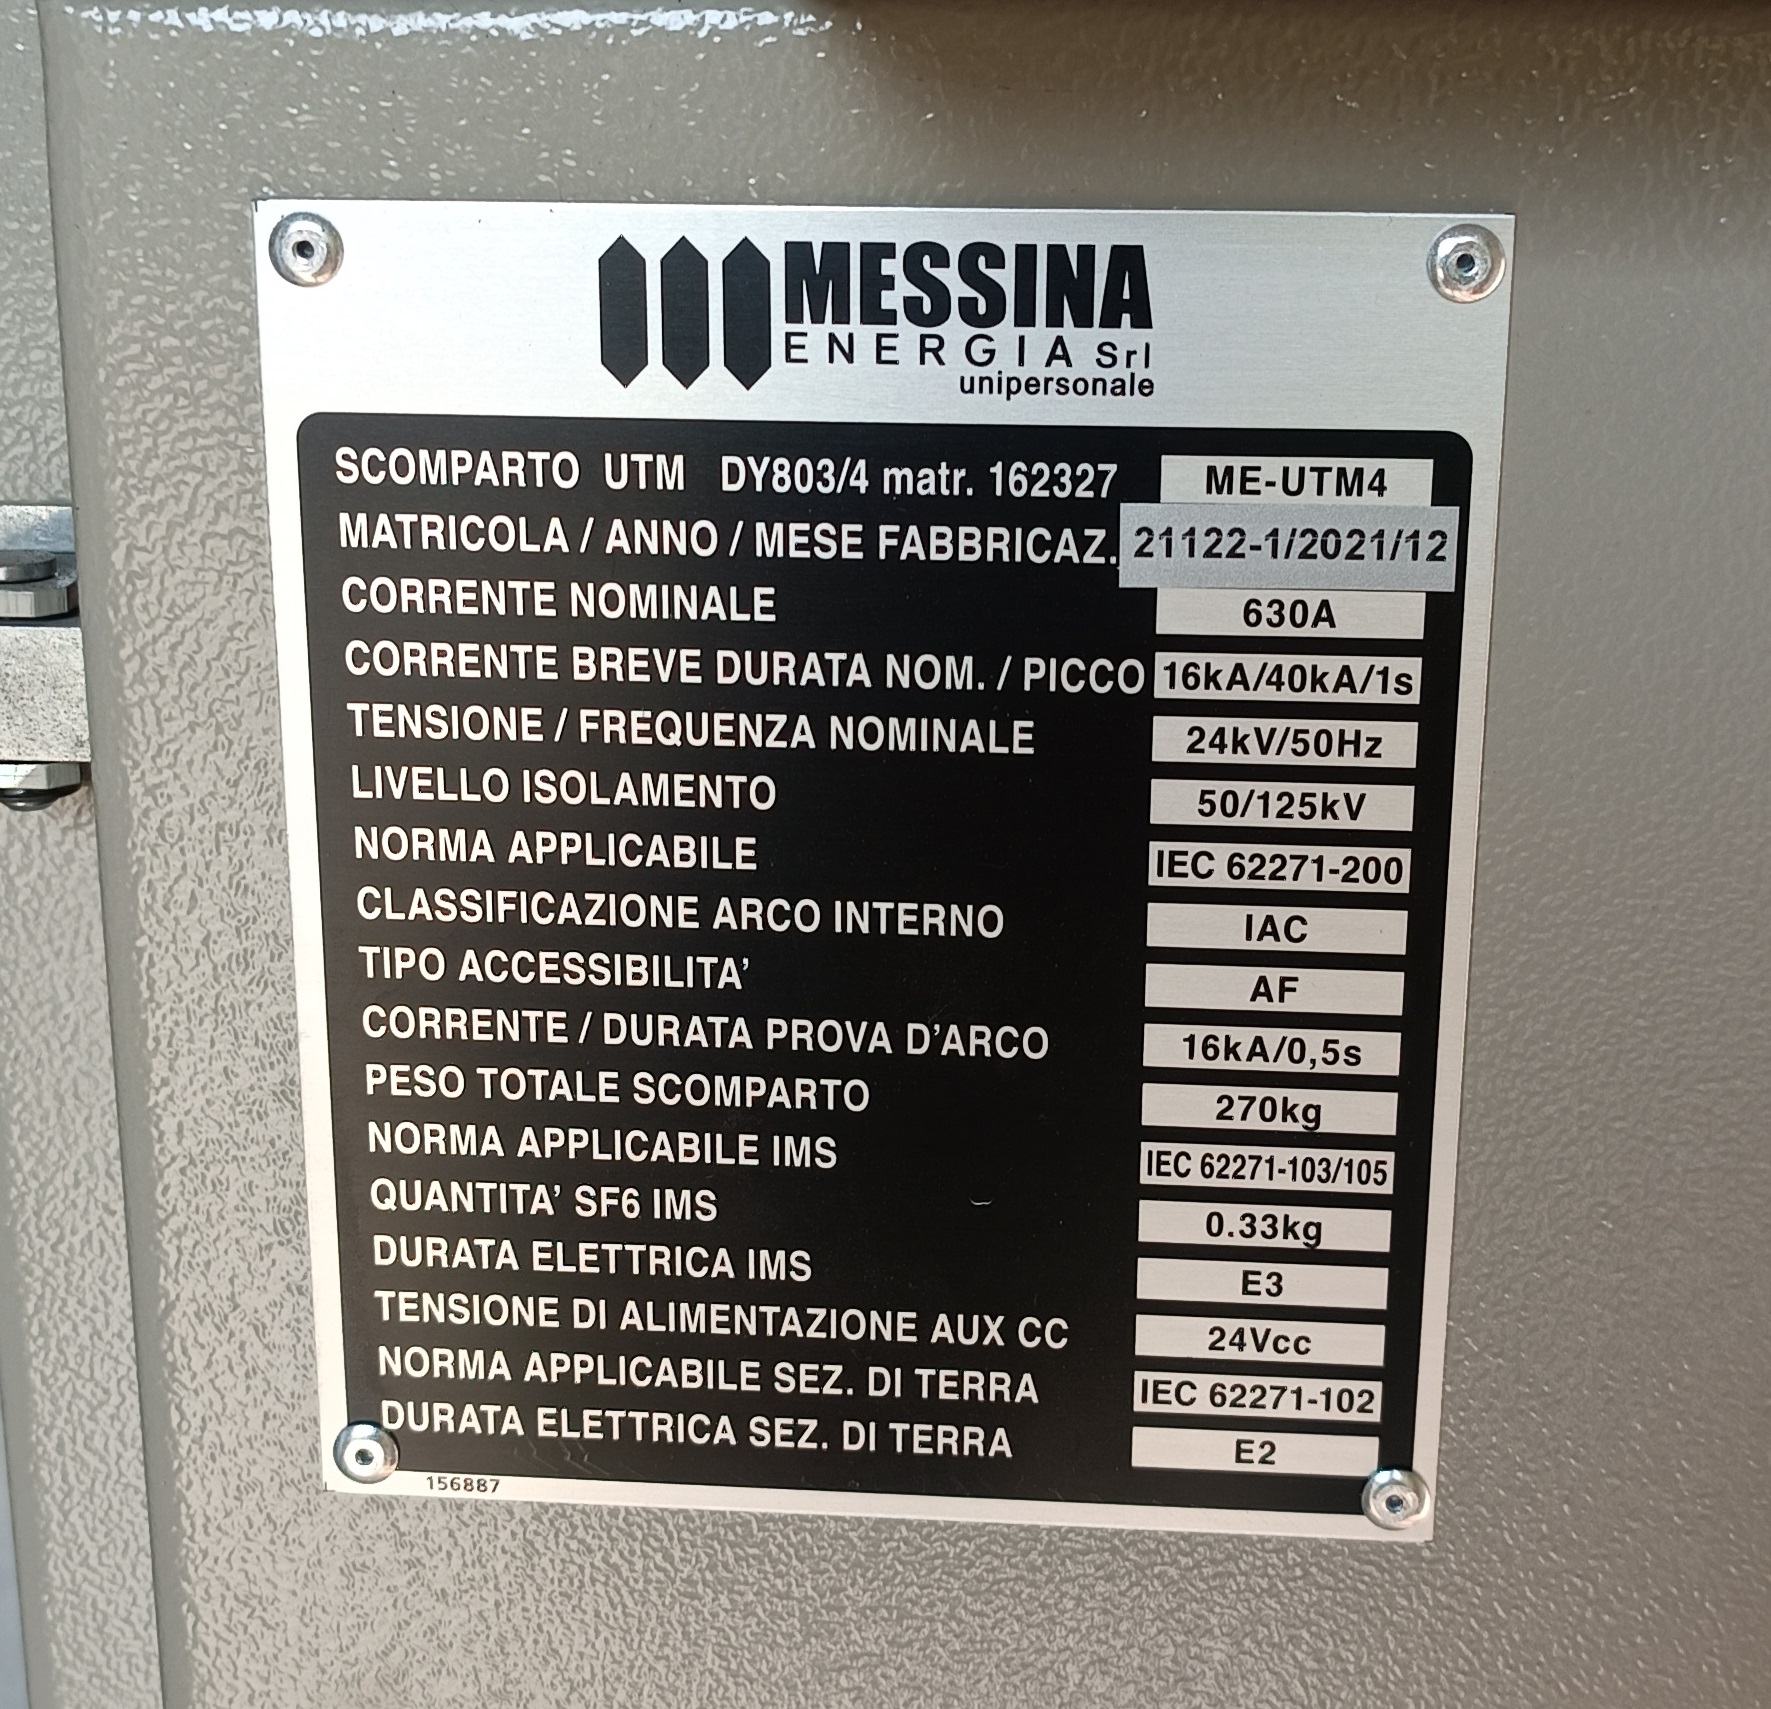 MESSINA
ENERGIA Srl
unipersonale
SCOMPARTO UTM DY803/4 matr. 162327 ME-UTM4
MATRICOLA / ANNO / MESE FABBRICAZ. 21122-1/2021/12
CORRENTE NOMINALE 630A
CORRENTE BREVE DURATA NOM. / PICCO 16kA/40kA/1s
TENSIONE / FREQUENZA NOMINALE 24kV/50Hz
LIVELLO ISOLAMENTO 50/125kV
NORMA APPLICABILE IEC 62271-200
CLASSIFICAZIONE ARCO INTERNO IAC
TIPO ACCESSIBILITA' AF
CORRENTE / DURATA PROVA D'ARCO 16kA/0,5s
PESO TOTALE SCOMPARTO 270kg
NORMA APPLICABILE IMS IEC 62271-103/105
QUANTITA' SF6 IMS 0.33kg
DURATA ELETTRICA IMS E3
TENSIONE DI ALIMENTAZIONE AUX CC 24Vcc
NORMA APPLICABILE SEZ. DI TERRA IEC 62271-102
DURATA ELETTRICA SEZ. DI TERRA E2
156887